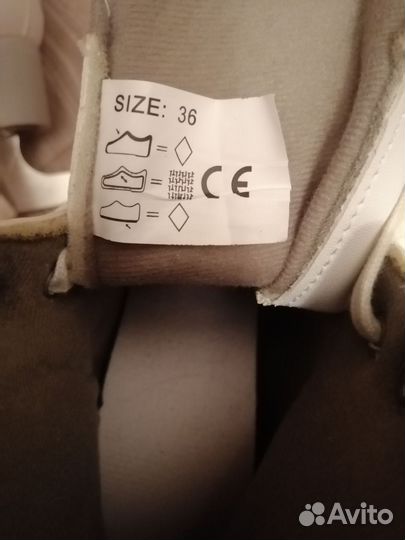 SIZE: 36
=
=
CE
=
Avito